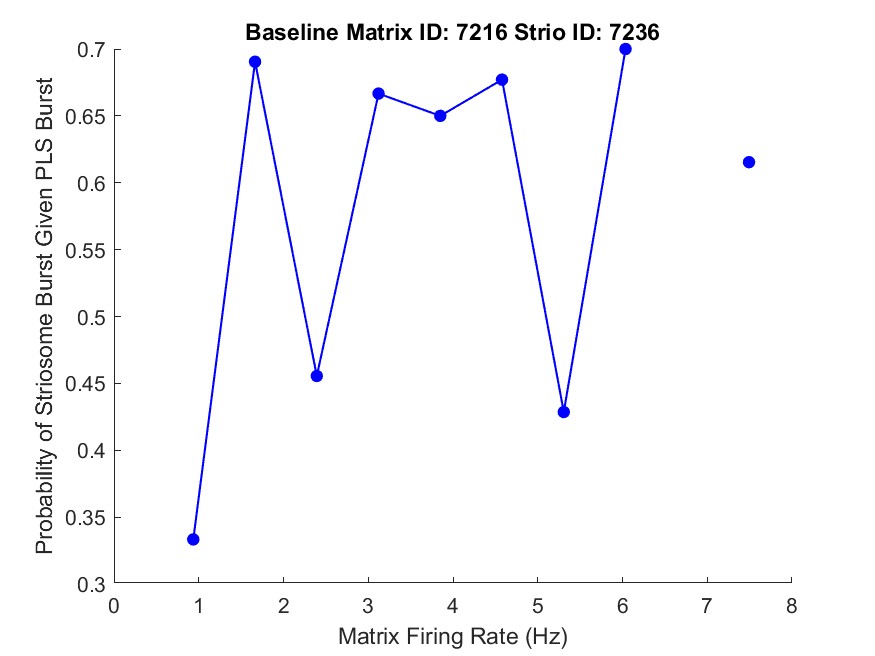 Baseline Matrix ID: 7216 Strio ID: 7236
Probability of Striosome Burst Given PLS Burst
0.7
0.65
0.6
0.55
0.5
0.45
0.4
0.35
0.3
0 1 2 3 4 5 6 7 8
Matrix Firing Rate (Hz)